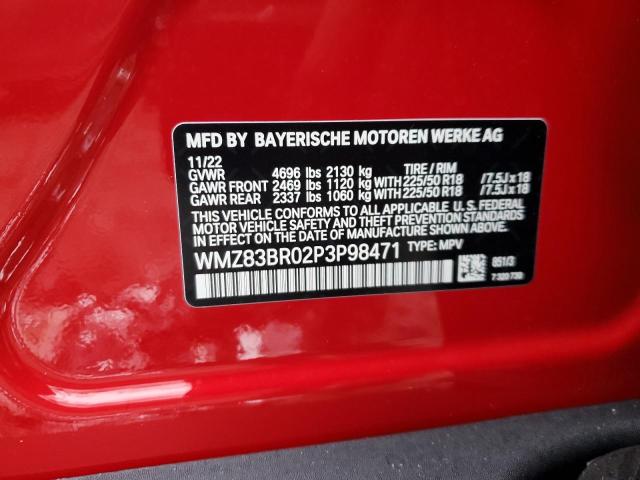 MFD BY BAYERISCHE MOTOREN WERKE AG
11/22
GVWR 4696 lbs 2130 kg TIRE / RIM
GAWR FRONT 2469 lbs 1120 kg WITH 225/50 R18 /7.5J x 18
GAWR REAR 2337 lbs 1060 kg WITH 225/50 R18 /7.5J x 18
THIS VEHICLE CONFORMS TO ALL APPLICABLE U.S. FEDERAL
MOTOR VEHICLE SAFETY AND THEFT PREVENTION STANDARDS
IN EFFECT ON THE DATE OF MANUFACTURE SHOWN ABOVE.
WMZ83BR02P3P98471 TYPE: MPV
851/3
7 320 730